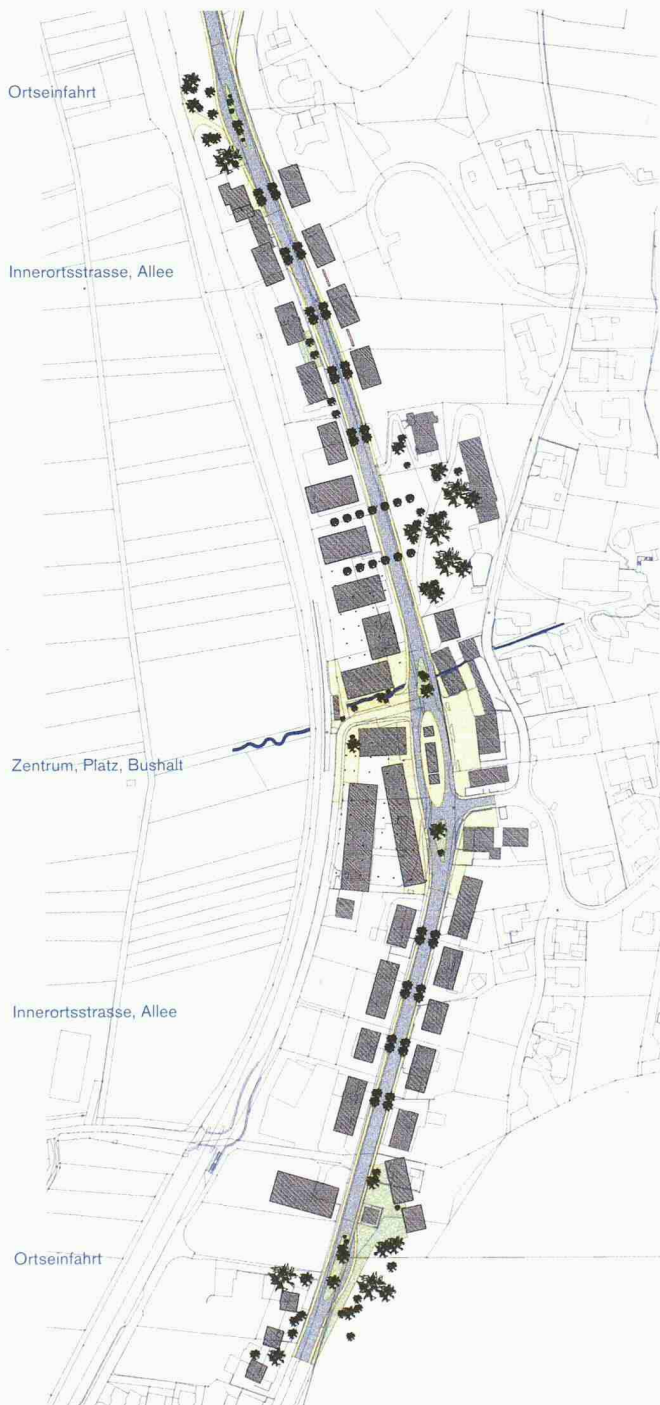 Ortseinfahrt
Innerortsstrasse, Allee
Zentrum, Platz, Bushalt
Innerortsstrasse, Allee
Ortseinfahrt